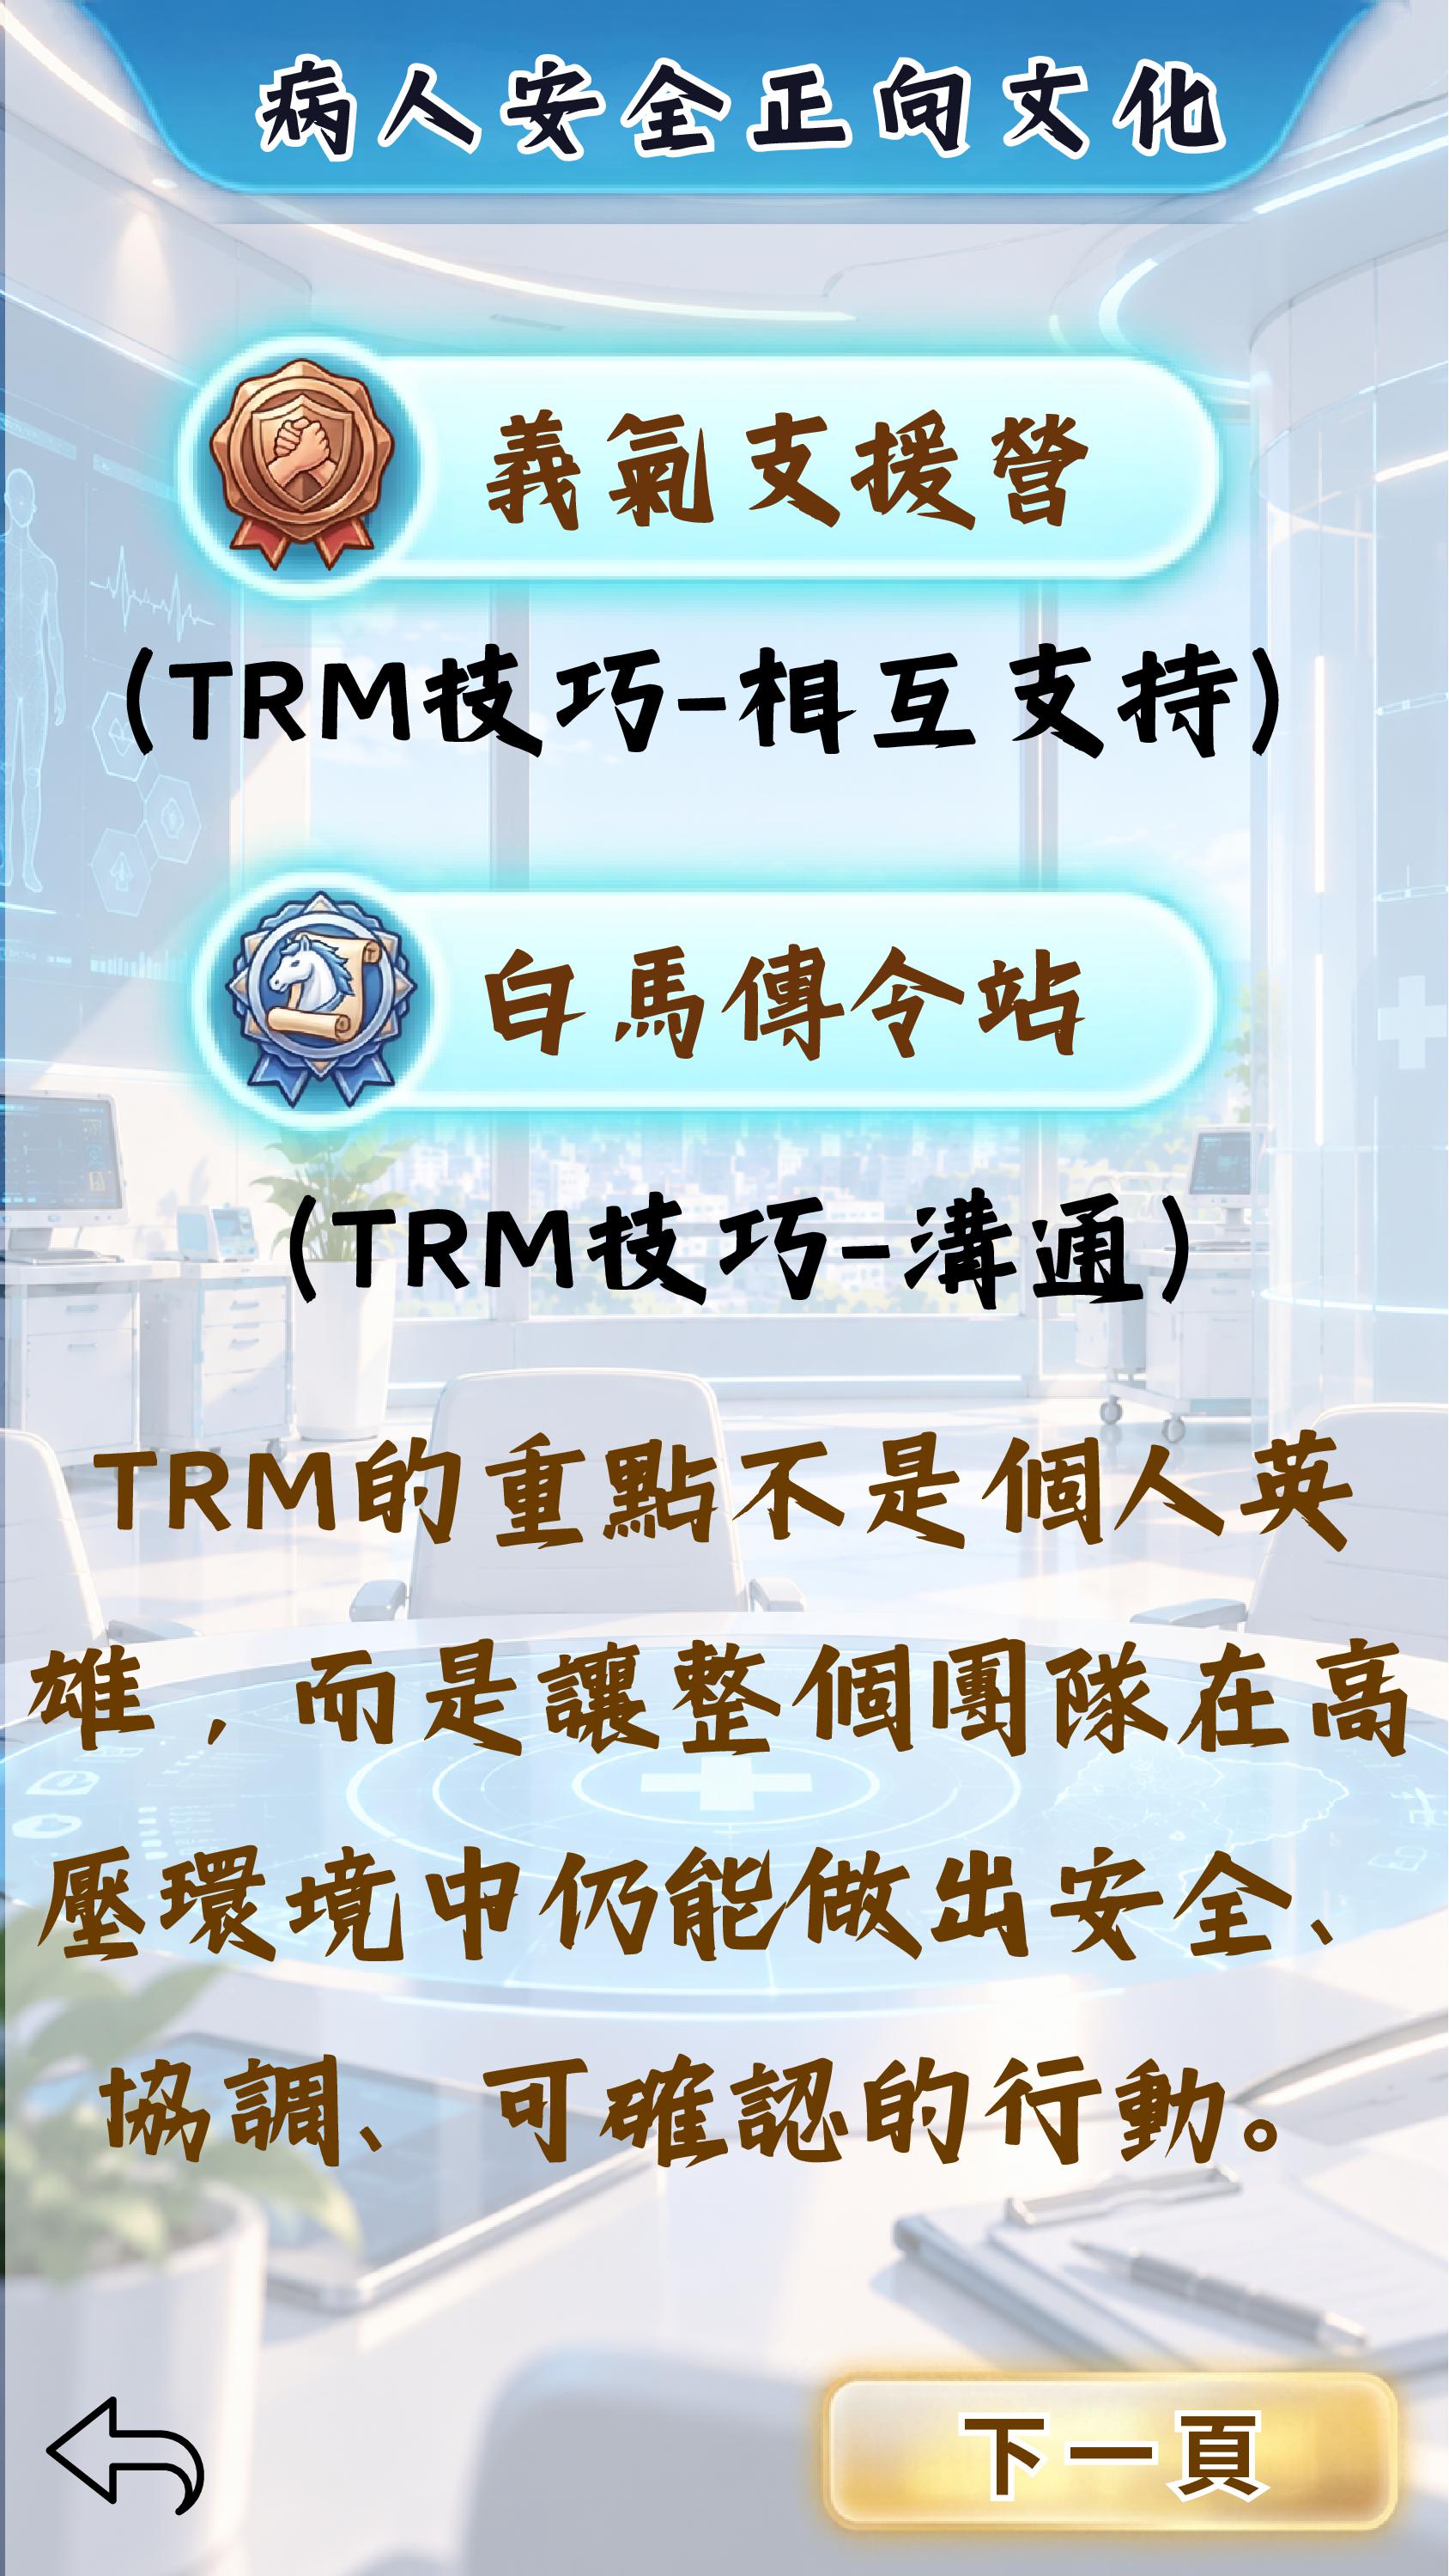 病人安全正向文化
義氣支援營
(TRM技巧-相互支持)
白馬傳令站
(TRM技巧-溝通)
TRM的重點不是個人英
雄，而是讓整個團隊在高
壓環境中仍能做出安全、
協調、可確認的行動。
下一頁